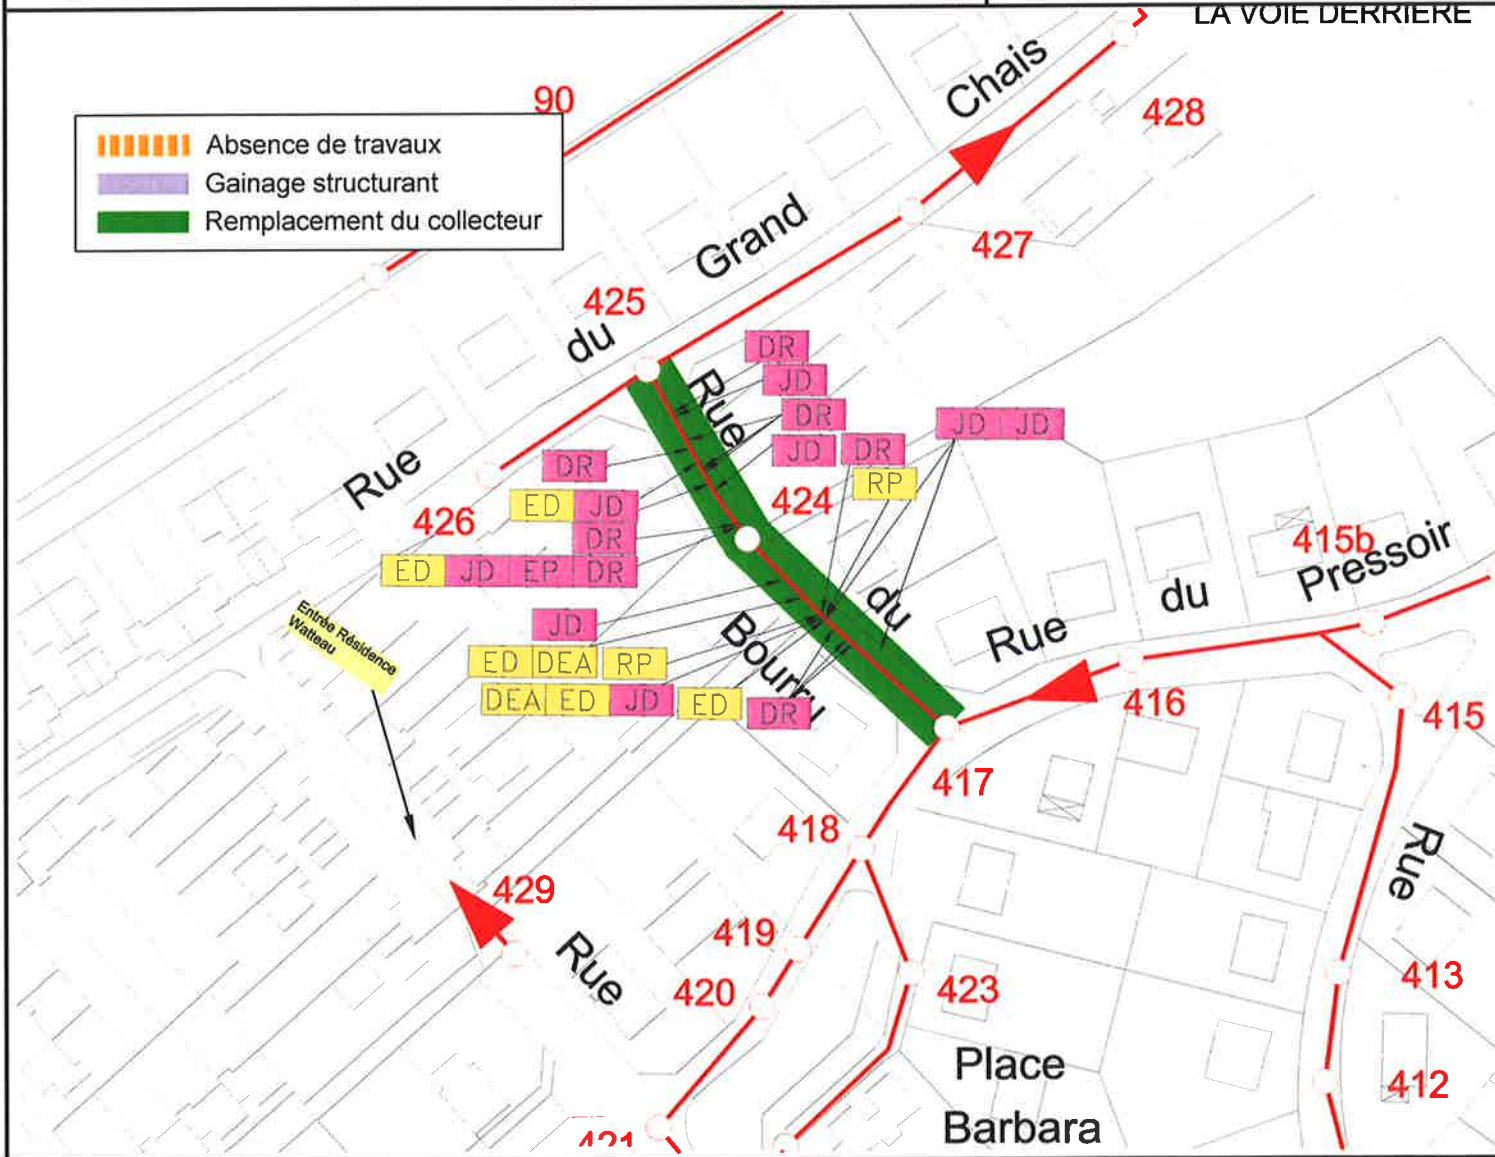 LA VOIE DERRIERE
90
Absence de travaux
Gainage structurant
Remplacement du collecteur
Chais
428
Grand
427
425
du
Rue
426
Rue
du
Bourru
DR
JD
DR
JD DR
RP
JD JD
424
DR
ED JD
DR
ED JD EP DR
JD
ED DEA RP
DEA ED JD ED DR
Entrée Résidence
Watteau
415b
Rue du Pressoir
416
415
417
418
429
419
420
423
Rue
Rue
413
412
Place
Barbara
421